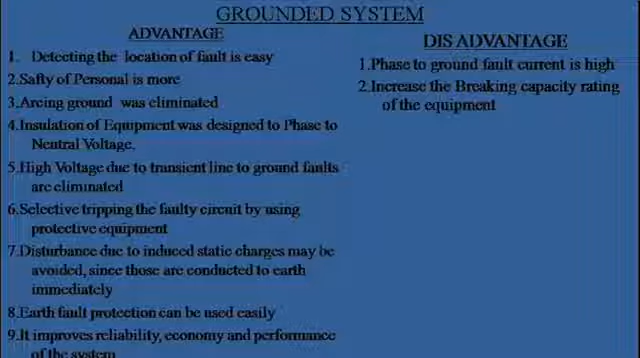 GROUNDED SYSTEM
ADVANTAGE
1. Detecting the location of fault is easy
2.Safty of Personal is more
3.Arcing ground was eliminated
4.Insulation of Equipment was designed to Phase to
Neutral Voltage.
5.High Voltage due to transient line to ground faults
are eliminated
6.Selective tripping the faulty circuit by using
protective equipment
7.Disturbance due to induced static charges may be
avoided, since those are conducted to earth
immediately
8.Earth fault protection can be used easily
9.It improves reliability, economy and performance
of the system
DIS ADVANTAGE
1.Phase to ground fault current is high
2.Increase the Breaking capacity rating
of the equipment